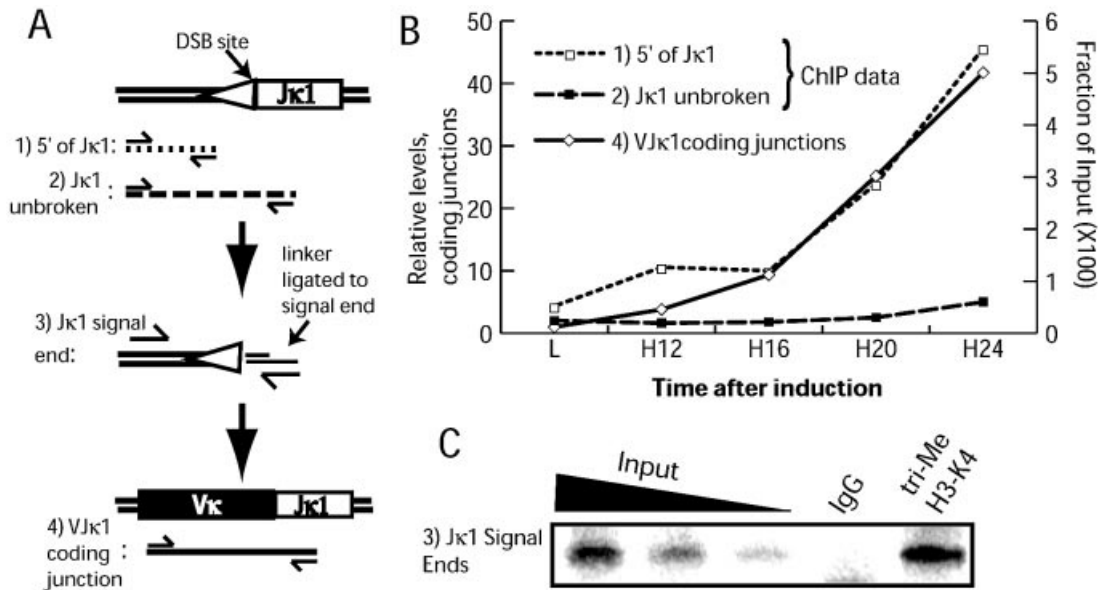 A
DSB site
Jκ1
1) 5' of Jκ1:
2) Jκ1 :
unbroken
linker
ligated to
signal end
3) Jκ1 signal
end:
Vκ
Jκ1
4) VJκ1
coding :
junction
B
Relative levels,
coding junctions
50
40
30
20
10
0
1) 5' of Jκ1
2) Jκ1 unbroken
ChIP data
4) VJκ1coding junctions
6
5
4
3
2
1
0
Fraction of Input (X100)
L
H12
H16
H20
H24
Time after induction
C
Input
IgG
tri-Me
H3-K4
3) Jκ1 Signal
Ends